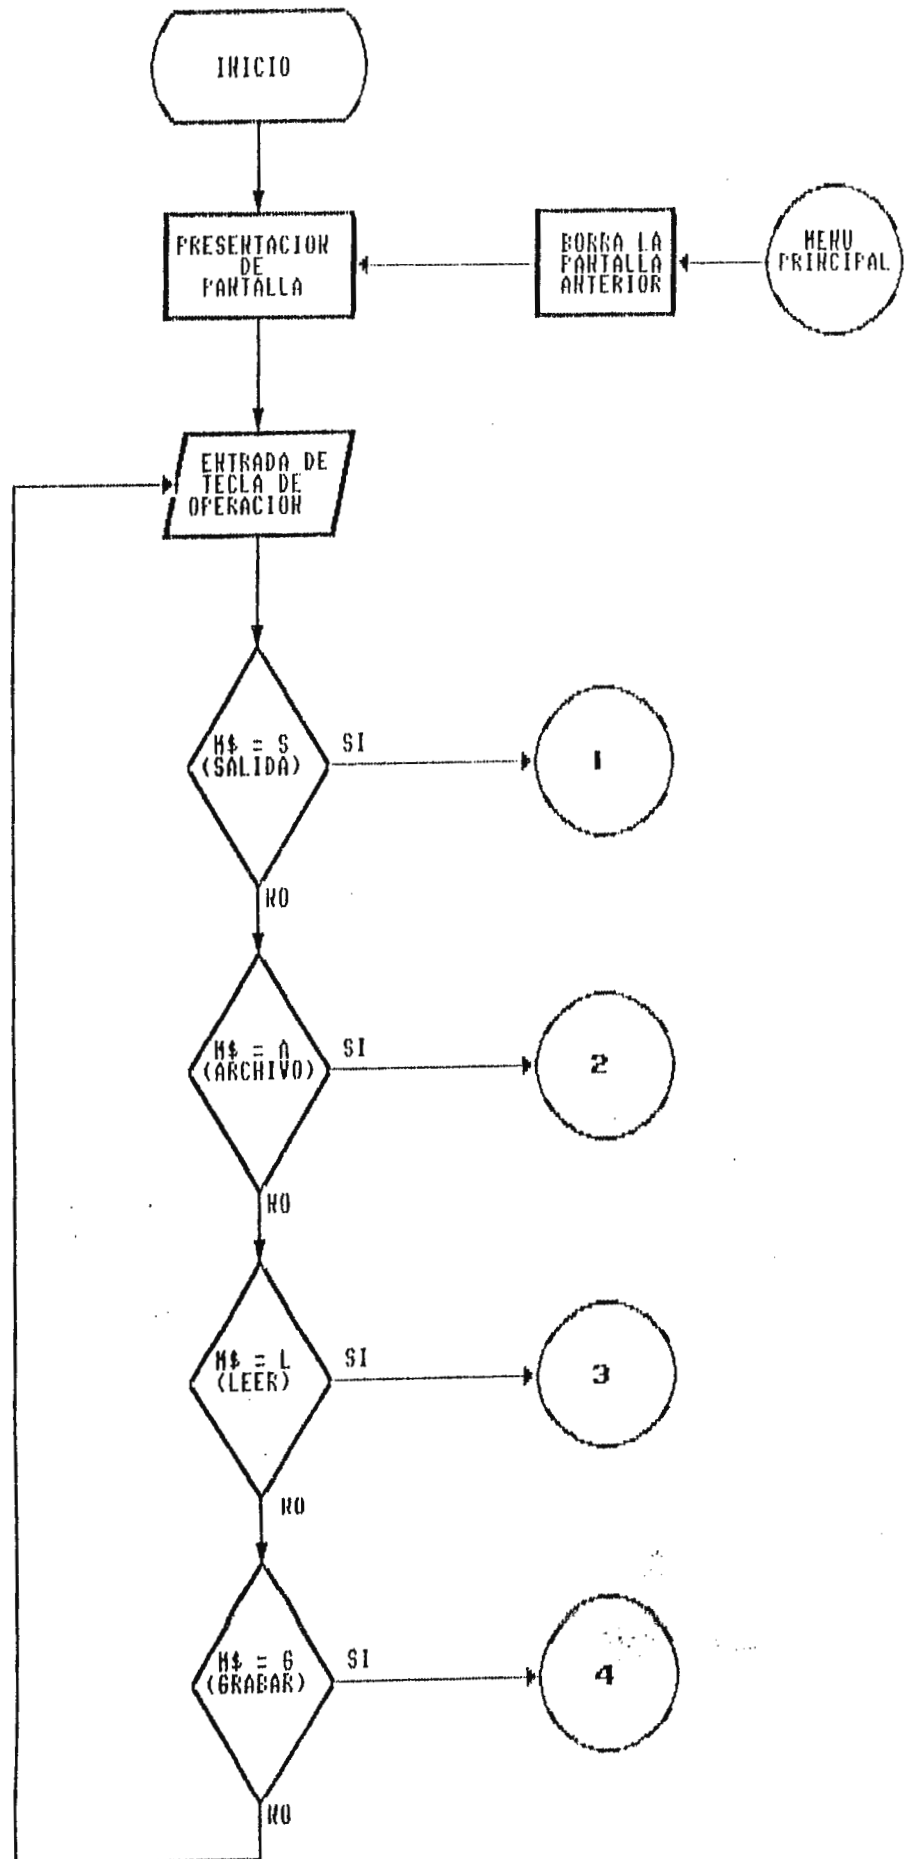 INICIO
PRESENTACION
DE
PANTALLA
BORRA LA
PANTALLA
ANTERIOR
MENU
PRINCIPAL
ENTRADA DE
TECLA DE
OPERACION
M$ = S
(SALIDA)
SI
1
NO
M$ = A
(ARCHIVO)
SI
2
NO
M$ = L
(LEER)
SI
3
NO
M$ = G
(GRABAR)
SI
4
NO